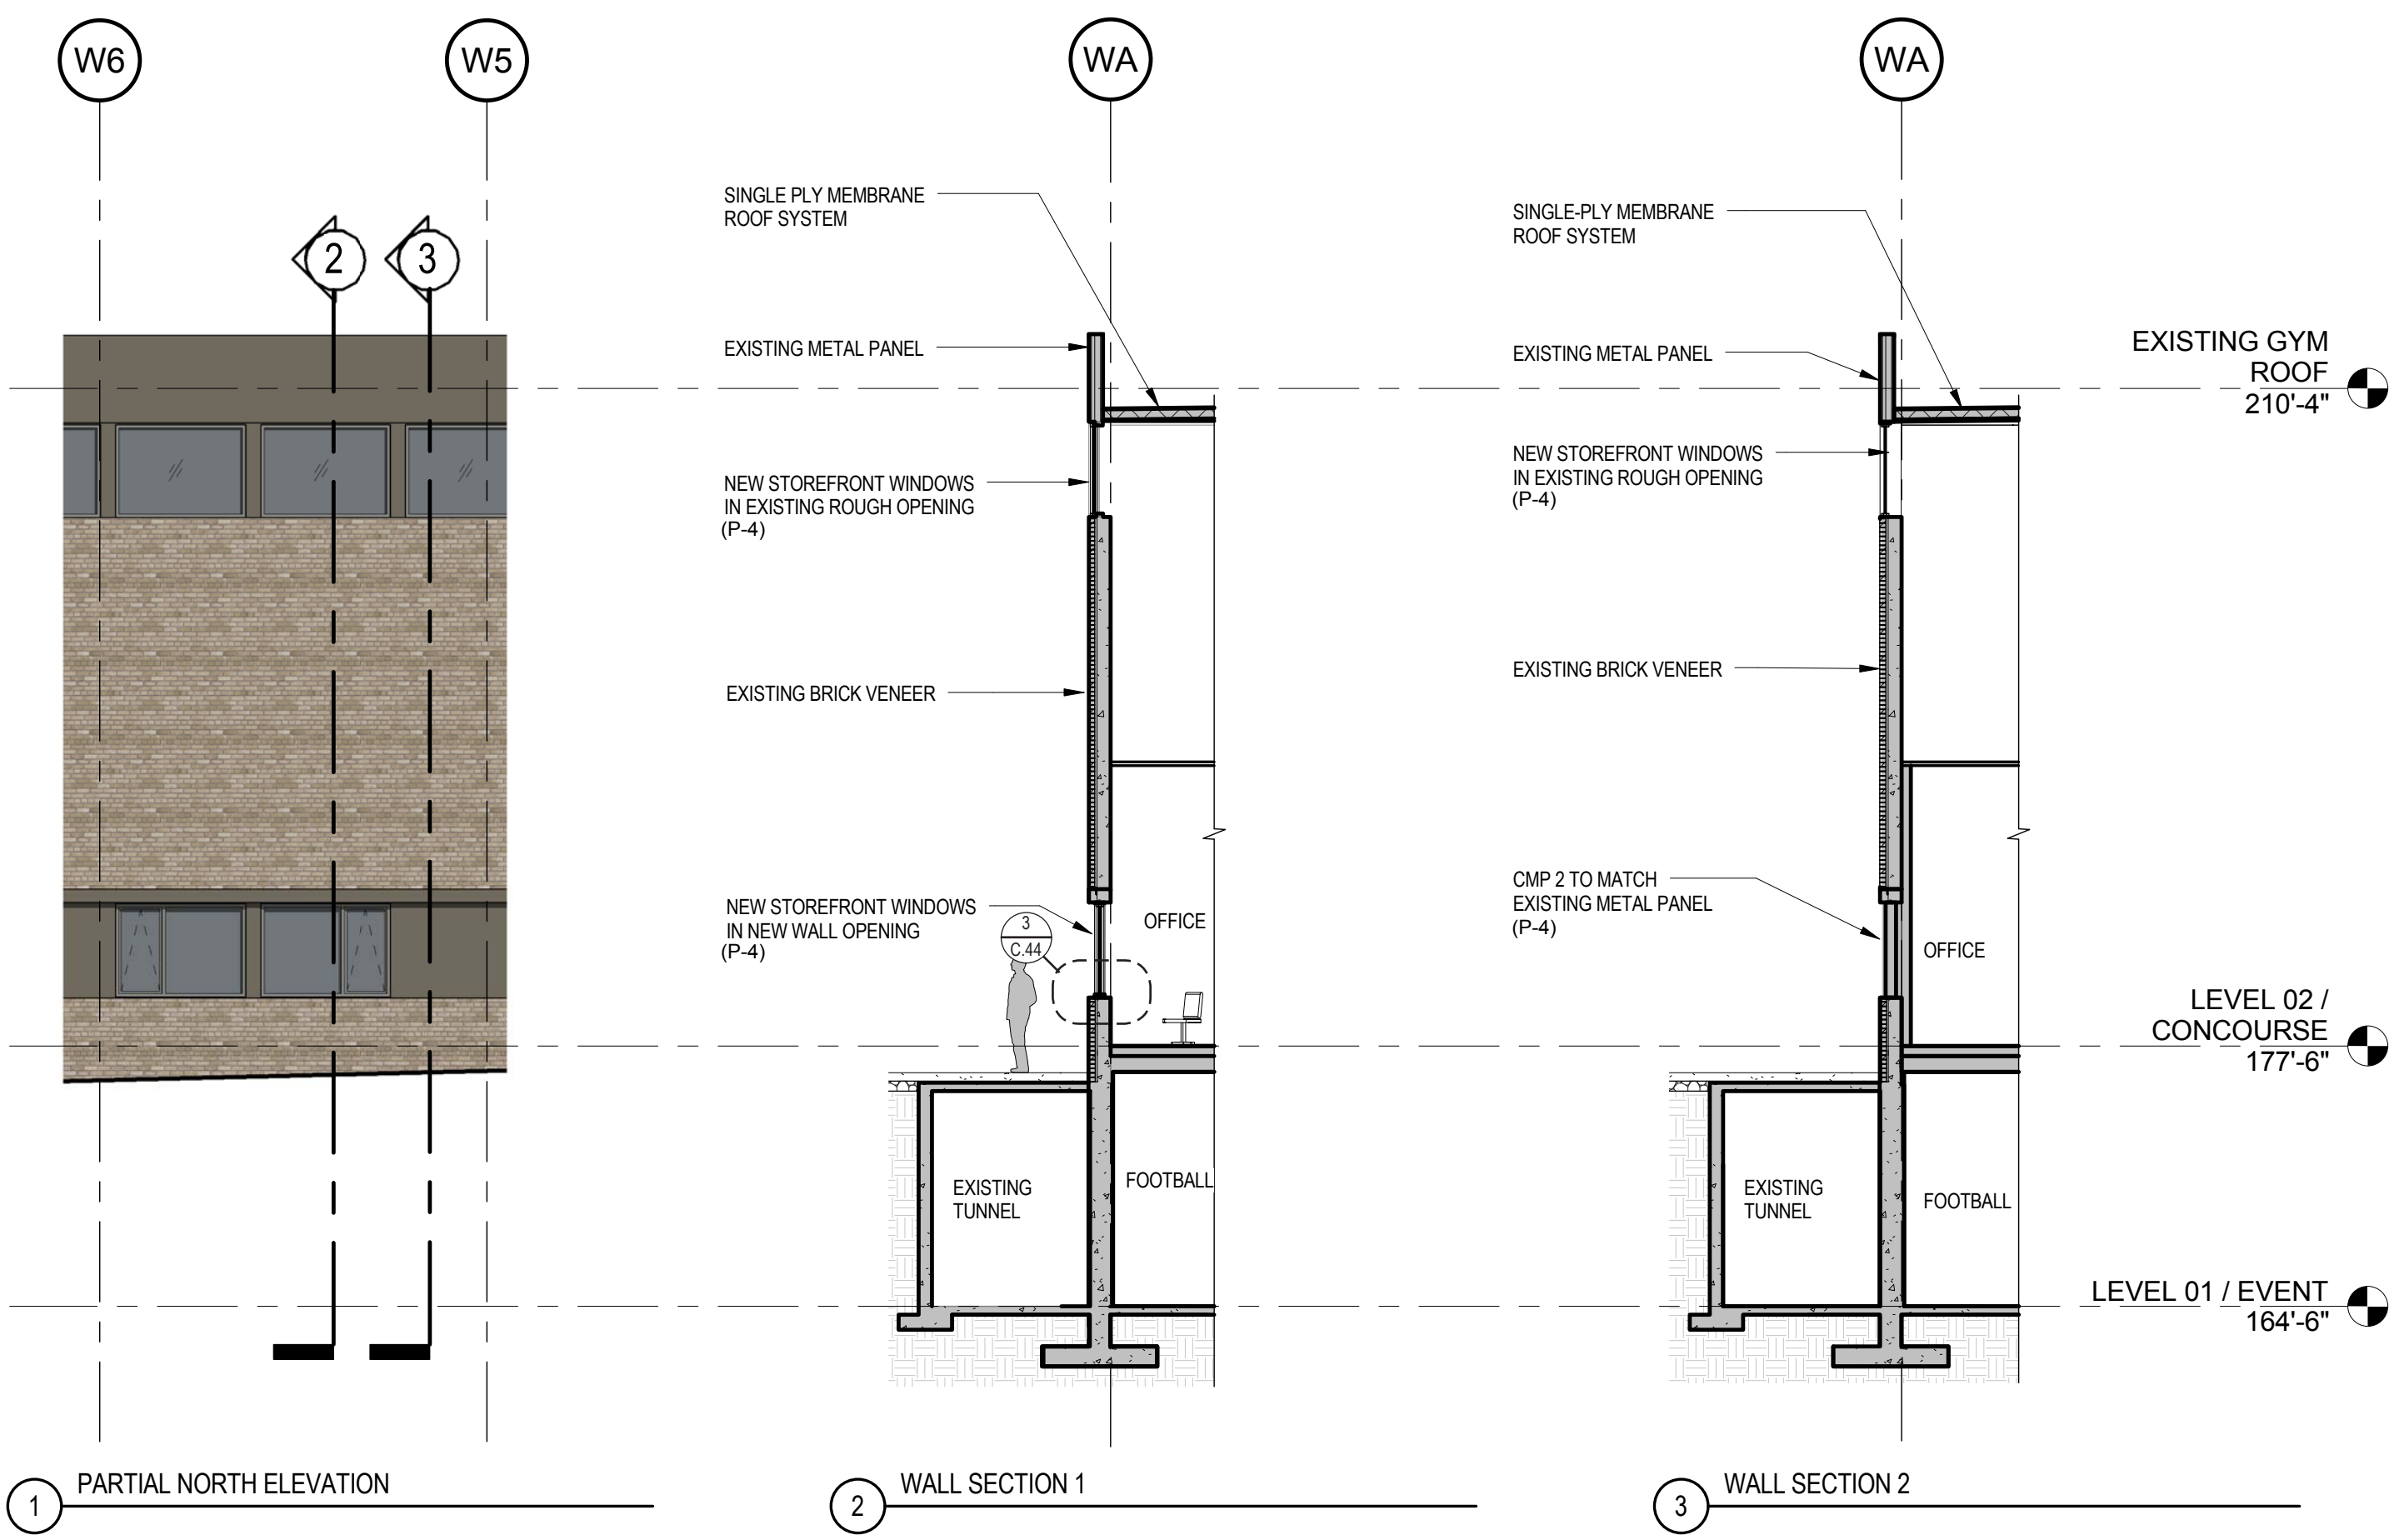 W6
W5
WA
WA
2
3
SINGLE PLY MEMBRANE
ROOF SYSTEM
EXISTING METAL PANEL
NEW STOREFRONT WINDOWS
IN EXISTING ROUGH OPENING
(P-4)
EXISTING BRICK VENEER
NEW STOREFRONT WINDOWS
IN NEW WALL OPENING
(P-4)
3
C.44
OFFICE
EXISTING
TUNNEL
FOOTBALL
SINGLE-PLY MEMBRANE
ROOF SYSTEM
EXISTING METAL PANEL
NEW STOREFRONT WINDOWS
IN EXISTING ROUGH OPENING
(P-4)
EXISTING BRICK VENEER
CMP 2 TO MATCH
EXISTING METAL PANEL
(P-4)
OFFICE
EXISTING
TUNNEL
FOOTBALL
EXISTING GYM
ROOF
210'-4"
LEVEL 02 /
CONCOURSE
177'-6"
LEVEL 01 / EVENT
164'-6"
1 PARTIAL NORTH ELEVATION
2 WALL SECTION 1
3 WALL SECTION 2